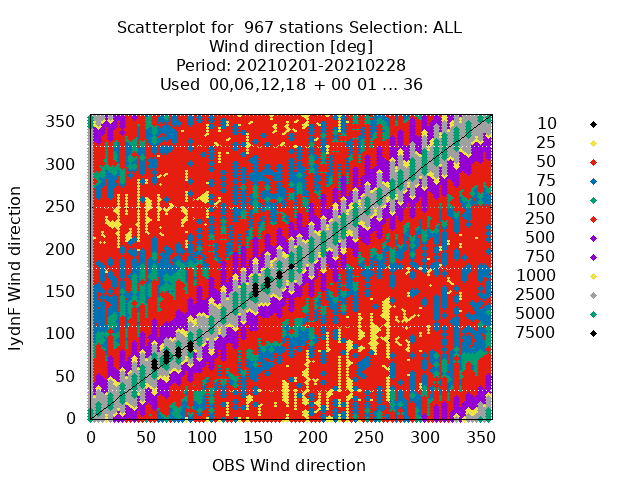 Scatterplot for  967 stations Selection: ALL
Wind direction [deg]
Period: 20210201-20210228
Used  00,06,12,18  + 00 01 ... 36
IydnF Wind direction
350
300
250
200
150
100
50
0
0 50 100 150 200 250 300 350
OBS Wind direction
10
25
50
75
100
250
500
750
1000
2500
5000
7500